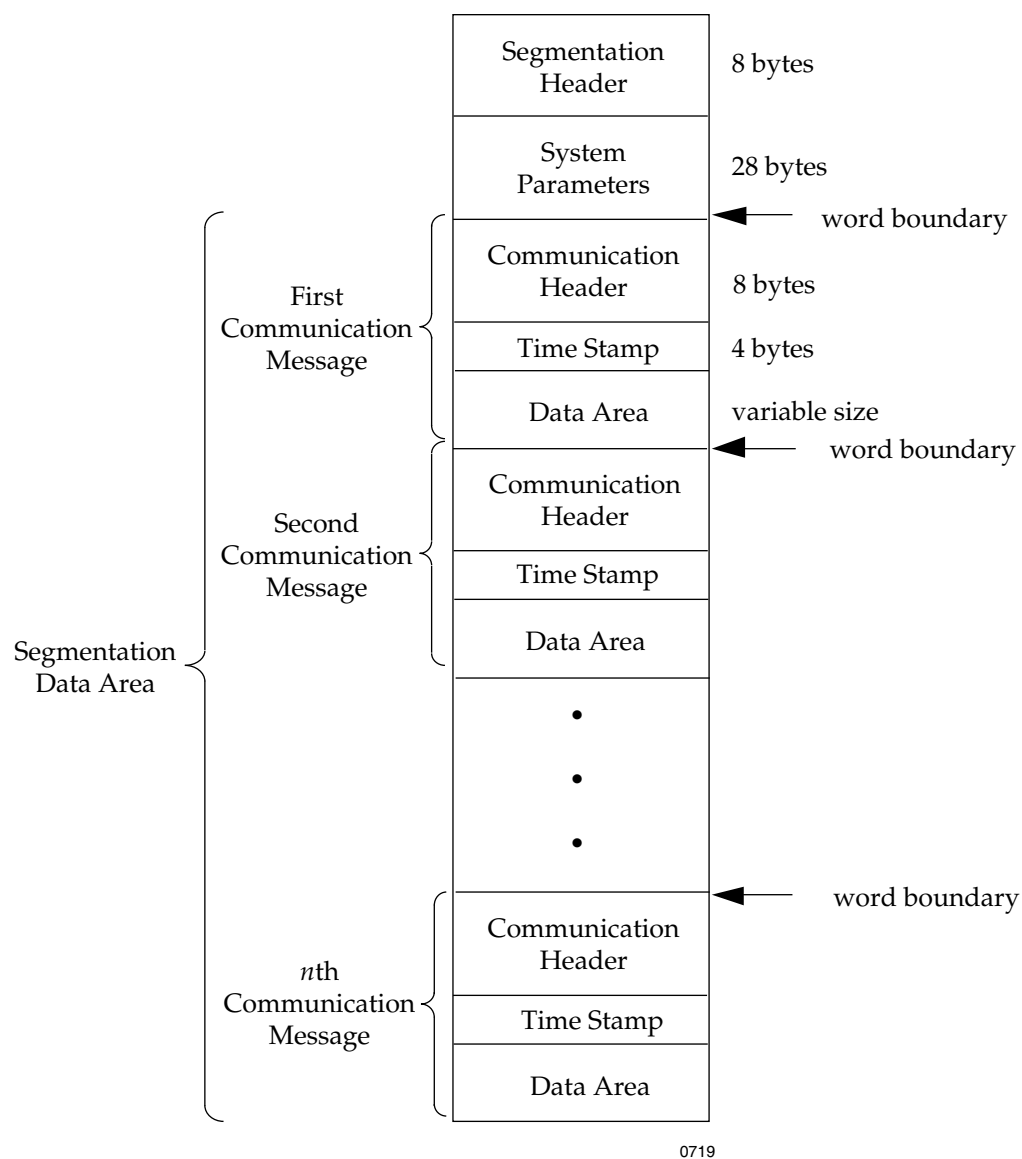 Segmentation
Header
8 bytes
System
Parameters
28 bytes
word boundary
First
Communication
Message
Communication
Header
8 bytes
Time Stamp
4 bytes
Data Area
variable size
word boundary
Second
Communication
Message
Communication
Header
Time Stamp
Data Area
Segmentation
Data Area
word boundary
nth
Communication
Message
Communication
Header
Time Stamp
Data Area
0719